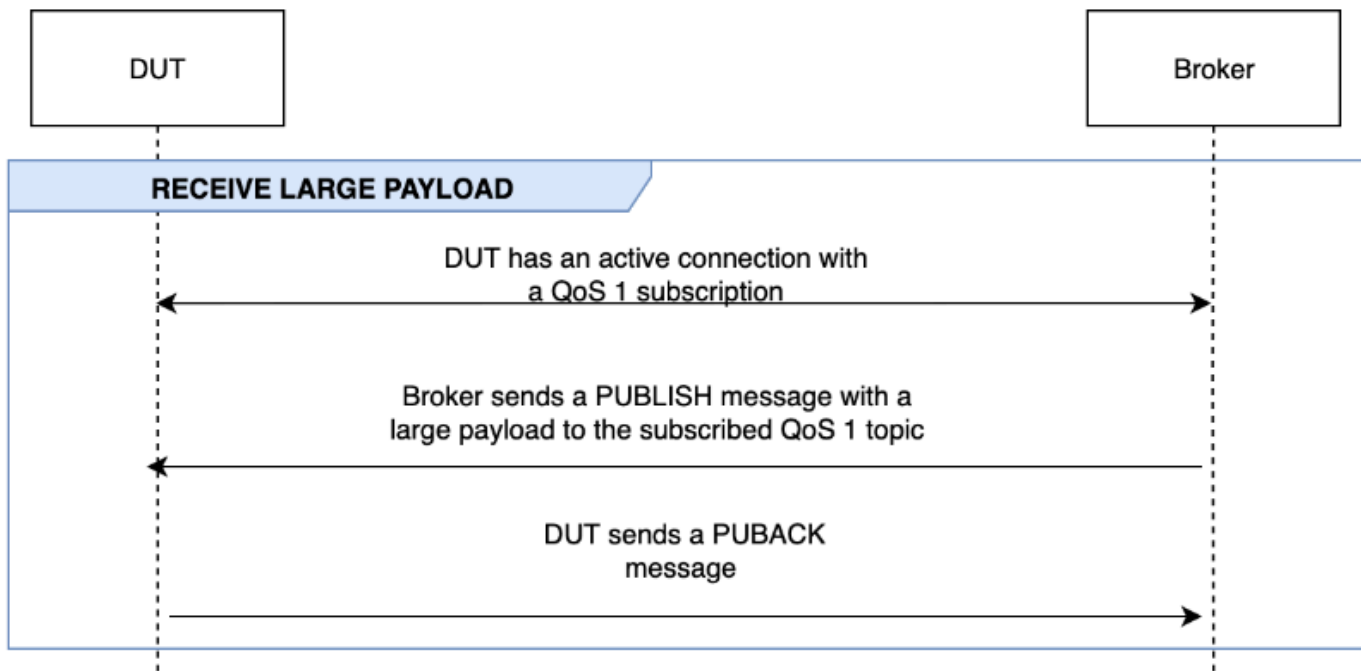 DUT
Broker
RECEIVE LARGE PAYLOAD
DUT has an active connection with
a QoS 1 subscription
Broker sends a PUBLISH message with a
large payload to the subscribed QoS 1 topic
DUT sends a PUBACK
message